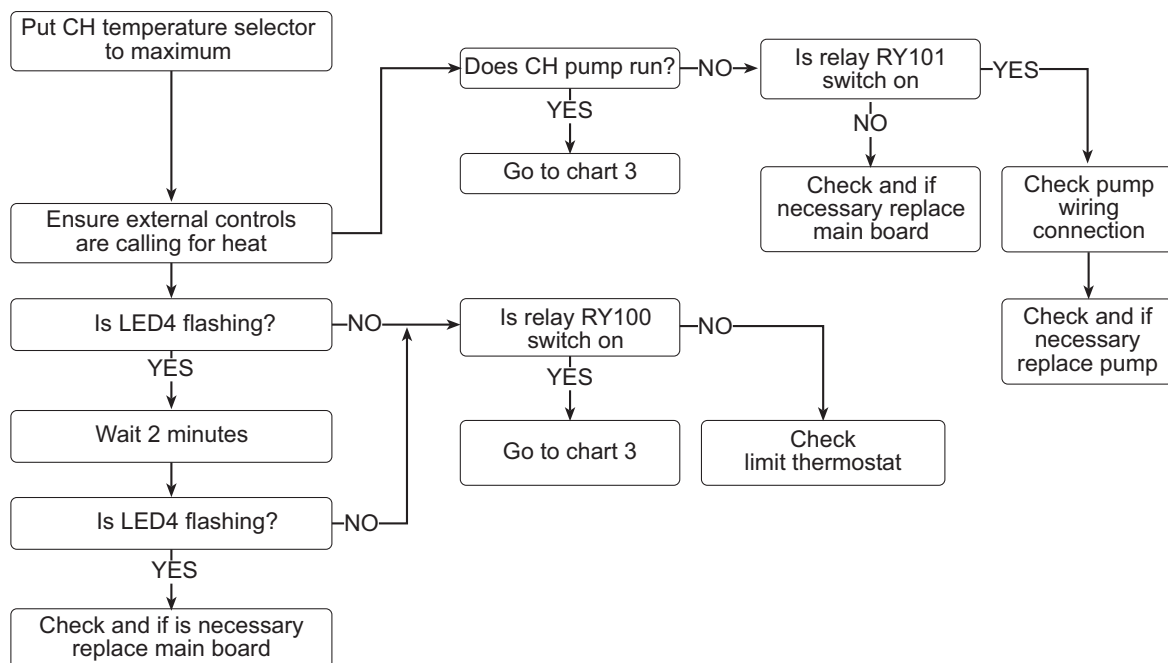 Put CH temperature selector
to maximum
Does CH pump run?
NO
Is relay RY101
switch on
YES
YES
NO
Go to chart 3
Check and if
necessary replace
main board
Check pump
wiring
connection
Ensure external controls
are calling for heat
Is LED4 flashing?
NO
Is relay RY100
switch on
NO
Check and if
necessary
replace pump
YES
YES
Wait 2 minutes
Go to chart 3
Check
limit thermostat
Is LED4 flashing?
NO
YES
Check and if is necessary
replace main board